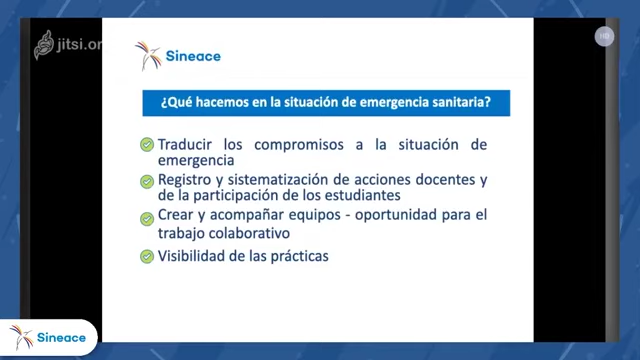 jitsi.or
HD
Sineace
¿Qué hacemos en la situación de emergencia sanitaria?
Traducir los compromisos a la situación de
emergencia
Registro y sistematización de acciones docentes y
de la participación de los estudiantes
Crear y acompañar equipos - oportunidad para el
trabajo colaborativo
Visibilidad de las prácticas
Sineace